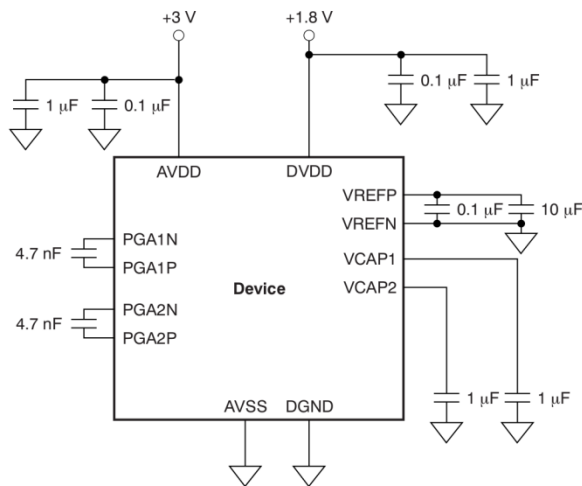 +3 V
+1.8 V
1 μF
0.1 μF
0.1 μF
1 μF
AVDD
DVDD
VREFP
0.1 μF
10 μF
VREFN
PGA1N
4.7 nF
PGA1P
VCAP1
Device
VCAP2
PGA2N
4.7 nF
PGA2P
1 μF
1 μF
AVSS
DGND